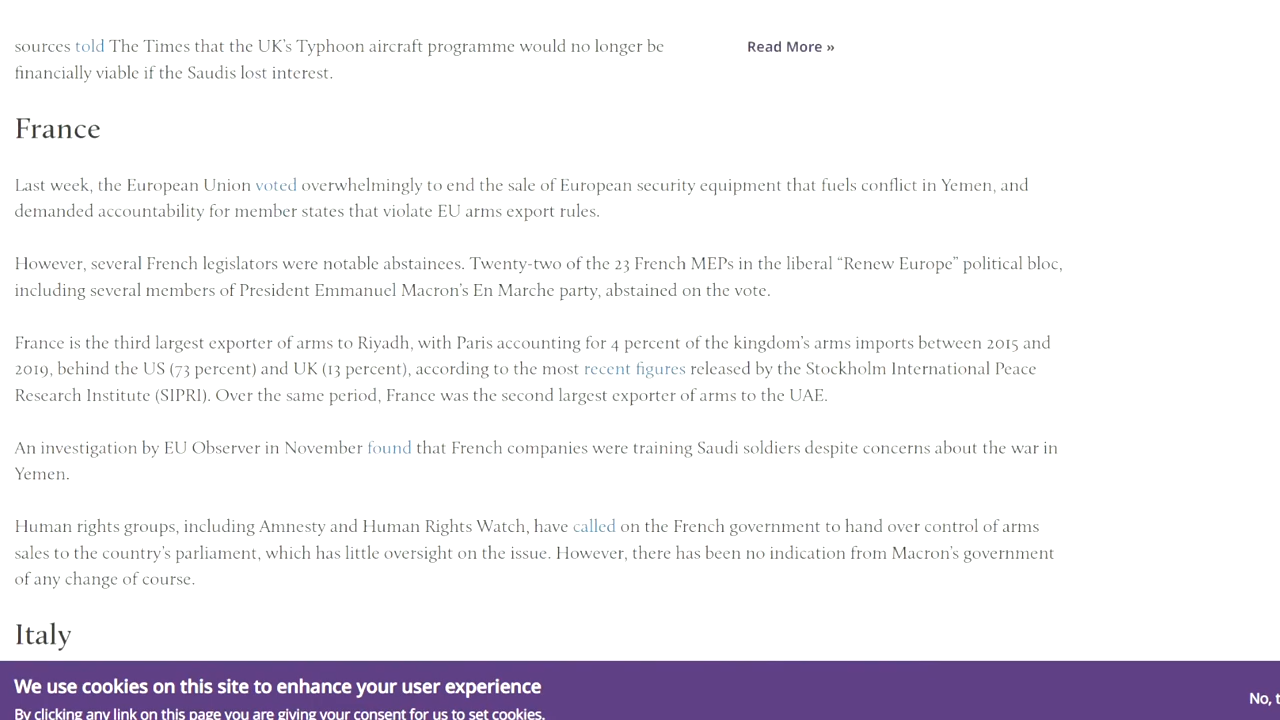 sources told The Times that the UK's Typhoon aircraft programme would no longer be
financially viable if the Saudis lost interest.
Read More »
France
Last week, the European Union voted overwhelmingly to end the sale of European security equipment that fuels conflict in Yemen, and
demanded accountability for member states that violate EU arms export rules.
However, several French legislators were notable abstainees. Twenty-two of the 23 French MEPs in the liberal “Renew Europe” political bloc,
including several members of President Emmanuel Macron's En Marche party, abstained on the vote.
France is the third largest exporter of arms to Riyadh, with Paris accounting for 4 percent of the kingdom's arms imports between 2015 and
2019, behind the US (73 percent) and UK (13 percent), according to the most recent figures released by the Stockholm International Peace
Research Institute (SIPRI). Over the same period, France was the second largest exporter of arms to the UAE.
An investigation by EU Observer in November found that French companies were training Saudi soldiers despite concerns about the war in
Yemen.
Human rights groups, including Amnesty and Human Rights Watch, have called on the French government to hand over control of arms
sales to the country's parliament, which has little oversight on the issue. However, there has been no indication from Macron's government
of any change of course.
Italy
We use cookies on this site to enhance your user experience
By clicking any link on this page you are giving your consent for us to set cookies.
No,